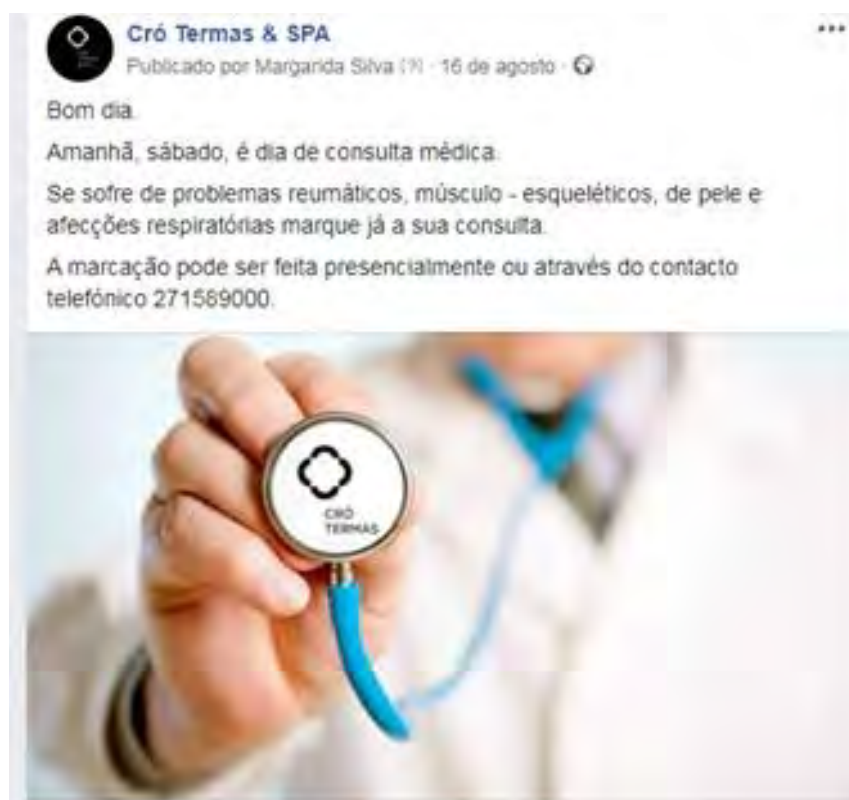 Cró Termas & SPA
Publicado por Margarida Silva [?] · 16 de agosto ·
Bom dia.
Amanhã, sábado, é dia de consulta médica.
Se sofre de problemas reumáticos, músculo - esqueléticos, de pele e
afecções respiratórias marque já a sua consulta.
A marcação pode ser feita presencialmente ou através do contacto
telefónico 271589000.
CRÓ
TERMAS